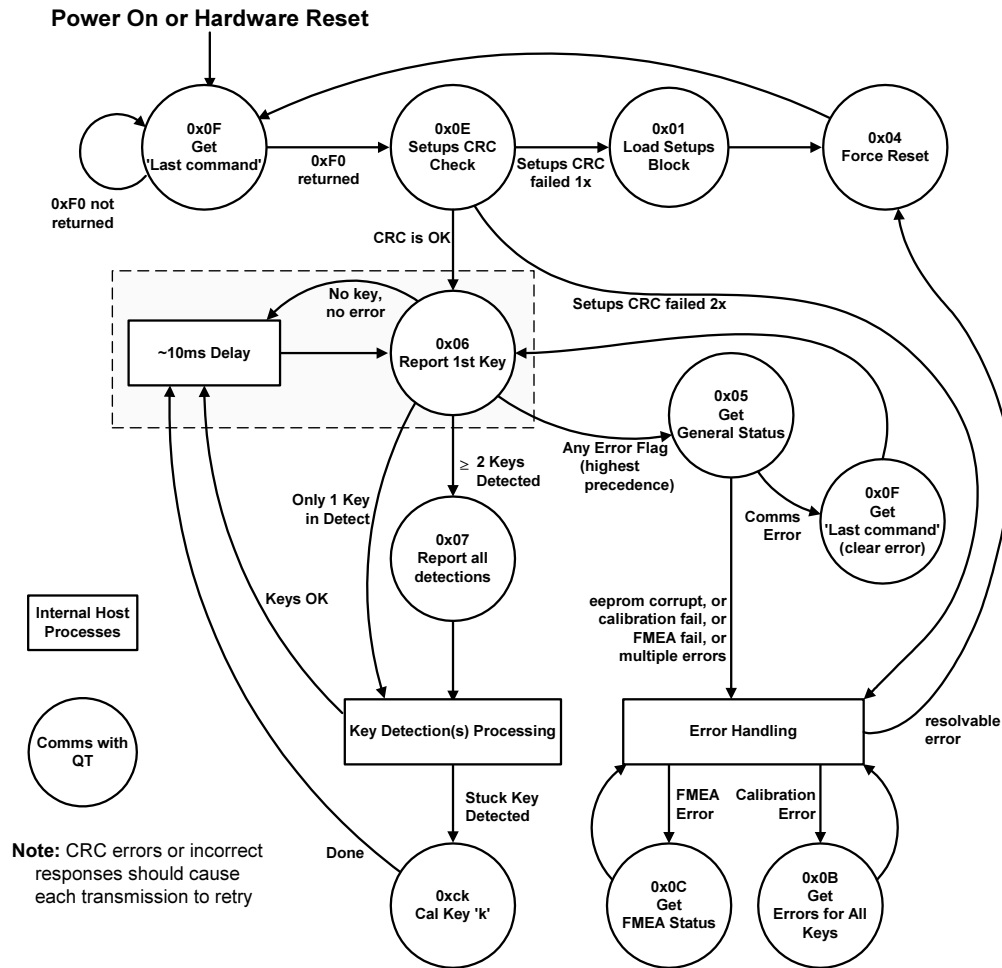 Power On or Hardware Reset
0x0F
Get
'Last command'
0xF0 not
returned
0xF0
returned
0x0E
Setups CRC
Check
Setups CRC
failed 1x
0x01
Load Setups
Block
0x04
Force Reset
CRC is OK
Setups CRC failed 2x
No key,
no error
~10ms Delay
0x06
Report 1st Key
0x05
Get
General Status
Any Error Flag
(highest
precedence)
≥ 2 Keys
Detected
Only 1 Key
in Detect
Comms
Error
0x0F
Get
'Last command'
(clear error)
0x07
Report all
detections
Keys OK
eeprom corrupt, or
calibration fail, or
FMEA fail, or
multiple errors
Internal Host
Processes
Key Detection(s) Processing
Error Handling
resolvable
error
Comms with
QT
Stuck Key
Detected
FMEA
Error
Calibration
Error
Note: CRC errors or incorrect
responses should cause
each transmission to retry
Done
0xck
Cal Key 'k'
0x0C
Get
FMEA Status
0x0B
Get
Errors for All
Keys